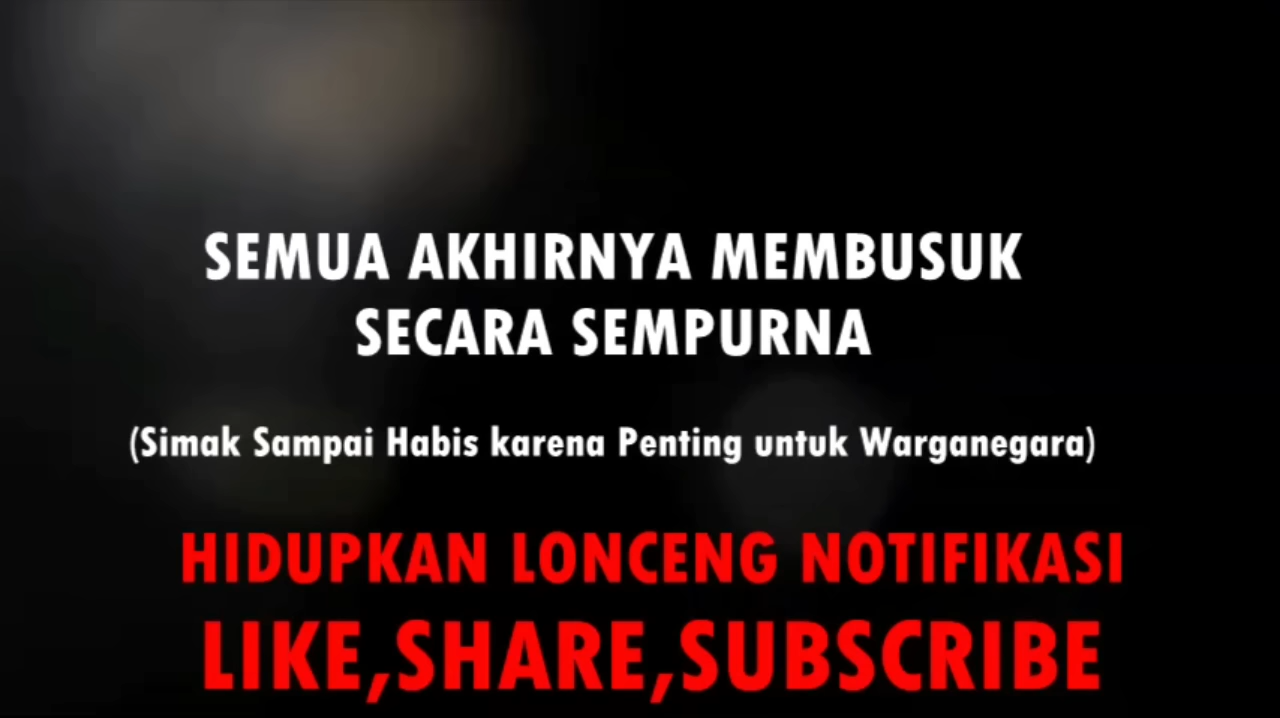 SEMUA AKHIRNYA MEMBUSUK
SECARA SEMPURNA
(Simak Sampai Habis karena Penting untuk Warganegara)
HIDUPKAN LONCENG NOTIFIKASI
LIKE,SHARE,SUBSCRIBE